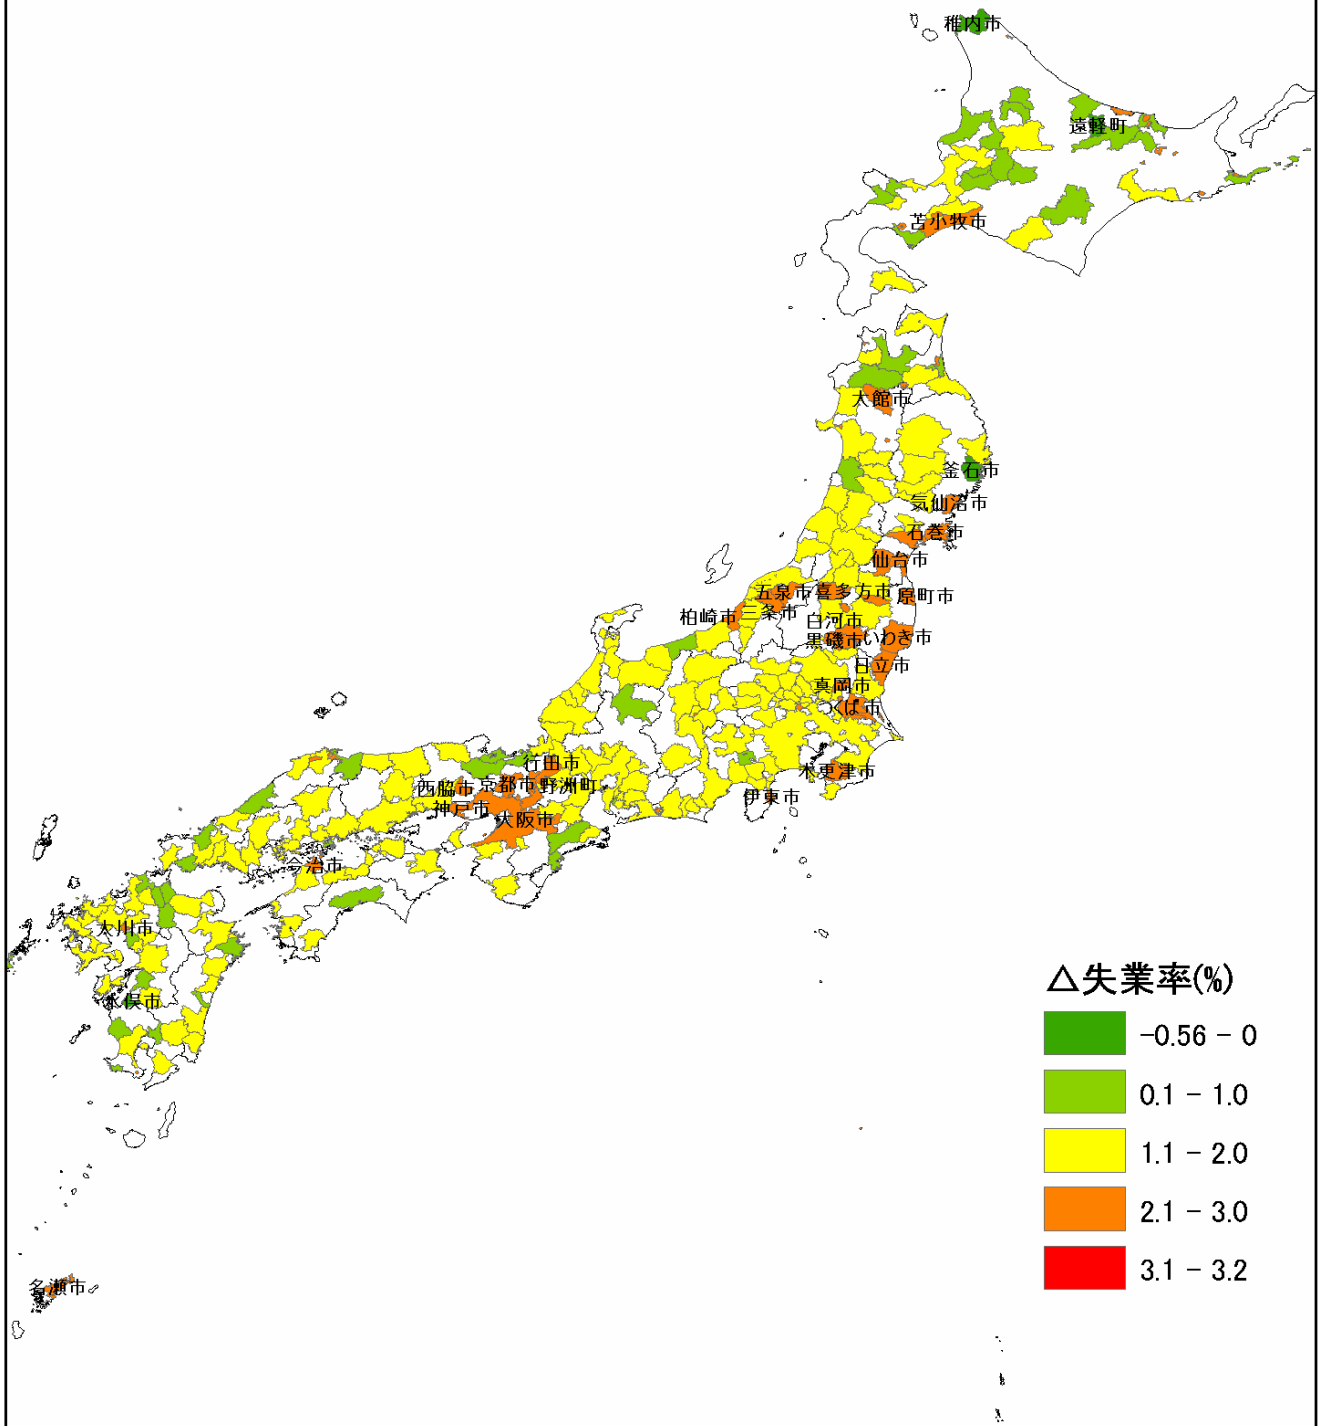 稚内市
遠軽町
苫小牧市
大館市
釜石市
気仙沼市
石巻市
仙台市
五泉市
喜多方市
原町市
柏崎市
三条市
白河市
黒磯市
いわき市
日立市
真岡市
つくば市
行田市
木更津市
西脇市
京都市
野洲町
伊東市
神戸市
大阪市
今治市
大川市
水俣市
名瀬市
△失業率(%)
-0.56 - 0
0.1 - 1.0
1.1 - 2.0
2.1 - 3.0
3.1 - 3.2